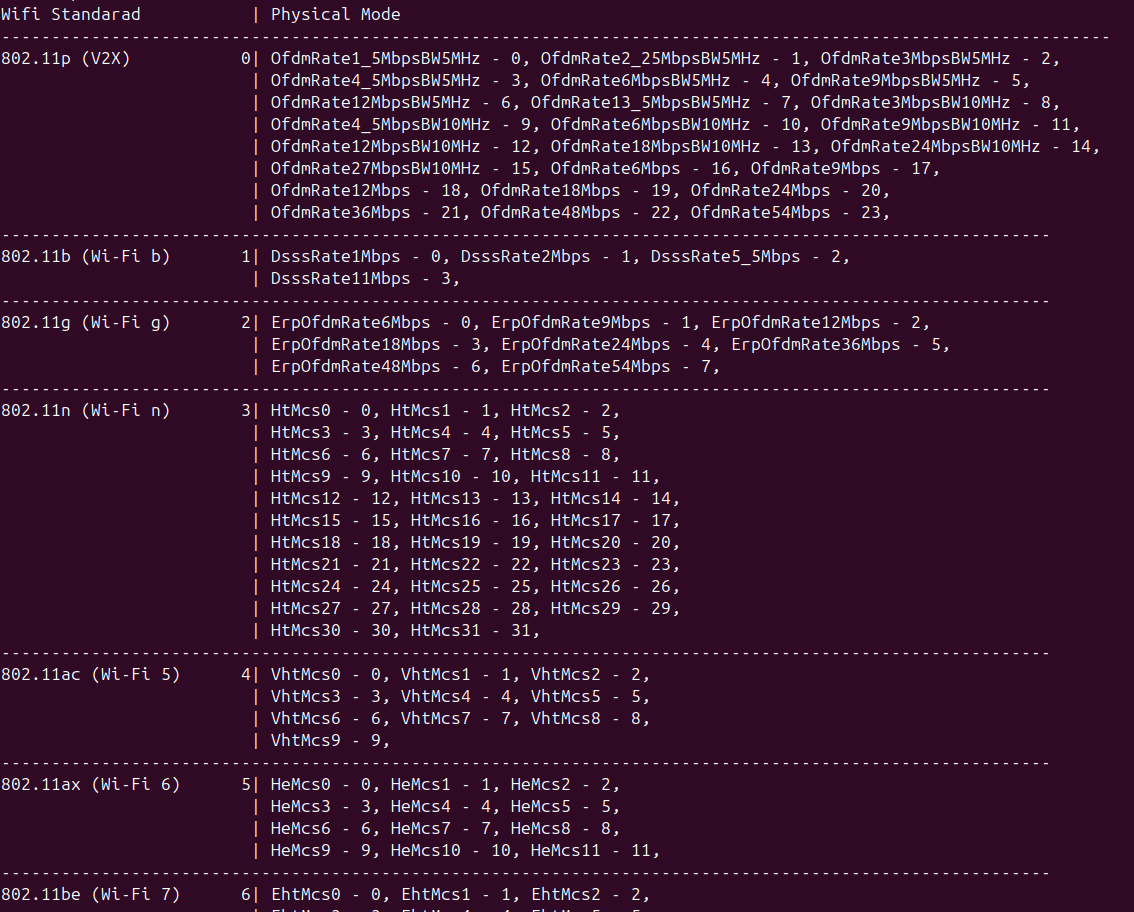 Wifi Standarad | Physical Mode
---------------------------------------------------------------------------------------------------------------
802.11p (V2X) 0| OfdmRate1_5MbpsBW5MHz - 0, OfdmRate2_25MbpsBW5MHz - 1, OfdmRate3MbpsBW5MHz - 2,
| OfdmRate4_5MbpsBW5MHz - 3, OfdmRate6MbpsBW5MHz - 4, OfdmRate9MbpsBW5MHz - 5,
| OfdmRate12MbpsBW5MHz - 6, OfdmRate13_5MbpsBW5MHz - 7, OfdmRate3MbpsBW10MHz - 8,
| OfdmRate4_5MbpsBW10MHz - 9, OfdmRate6MbpsBW10MHz - 10, OfdmRate9MbpsBW10MHz - 11,
| OfdmRate12MbpsBW10MHz - 12, OfdmRate18MbpsBW10MHz - 13, OfdmRate24MbpsBW10MHz - 14,
| OfdmRate27MbpsBW10MHz - 15, OfdmRate6Mbps - 16, OfdmRate9Mbps - 17,
| OfdmRate12Mbps - 18, OfdmRate18Mbps - 19, OfdmRate24Mbps - 20,
| OfdmRate36Mbps - 21, OfdmRate48Mbps - 22, OfdmRate54Mbps - 23,
---------------------------------------------------------------------------------------------------------
802.11b (Wi-Fi b) 1| DsssRate1Mbps - 0, DsssRate2Mbps - 1, DsssRate5_5Mbps - 2,
| DsssRate11Mbps - 3,
---------------------------------------------------------------------------------------------------------
802.11g (Wi-Fi g) 2| ErpOfdmRate6Mbps - 0, ErpOfdmRate9Mbps - 1, ErpOfdmRate12Mbps - 2,
| ErpOfdmRate18Mbps - 3, ErpOfdmRate24Mbps - 4, ErpOfdmRate36Mbps - 5,
| ErpOfdmRate48Mbps - 6, ErpOfdmRate54Mbps - 7,
---------------------------------------------------------------------------------------------------------
802.11n (Wi-Fi n) 3| HtMcs0 - 0, HtMcs1 - 1, HtMcs2 - 2,
| HtMcs3 - 3, HtMcs4 - 4, HtMcs5 - 5,
| HtMcs6 - 6, HtMcs7 - 7, HtMcs8 - 8,
| HtMcs9 - 9, HtMcs10 - 10, HtMcs11 - 11,
| HtMcs12 - 12, HtMcs13 - 13, HtMcs14 - 14,
| HtMcs15 - 15, HtMcs16 - 16, HtMcs17 - 17,
| HtMcs18 - 18, HtMcs19 - 19, HtMcs20 - 20,
| HtMcs21 - 21, HtMcs22 - 22, HtMcs23 - 23,
| HtMcs24 - 24, HtMcs25 - 25, HtMcs26 - 26,
| HtMcs27 - 27, HtMcs28 - 28, HtMcs29 - 29,
| HtMcs30 - 30, HtMcs31 - 31,
---------------------------------------------------------------------------------------------------------
802.11ac (Wi-Fi 5) 4| VhtMcs0 - 0, VhtMcs1 - 1, VhtMcs2 - 2,
| VhtMcs3 - 3, VhtMcs4 - 4, VhtMcs5 - 5,
| VhtMcs6 - 6, VhtMcs7 - 7, VhtMcs8 - 8,
| VhtMcs9 - 9,
---------------------------------------------------------------------------------------------------------
802.11ax (Wi-Fi 6) 5| HeMcs0 - 0, HeMcs1 - 1, HeMcs2 - 2,
| HeMcs3 - 3, HeMcs4 - 4, HeMcs5 - 5,
| HeMcs6 - 6, HeMcs7 - 7, HeMcs8 - 8,
| HeMcs9 - 9, HeMcs10 - 10, HeMcs11 - 11,
---------------------------------------------------------------------------------------------------------
802.11be (Wi-Fi 7) 6| EhtMcs0 - 0, EhtMcs1 - 1, EhtMcs2 - 2,